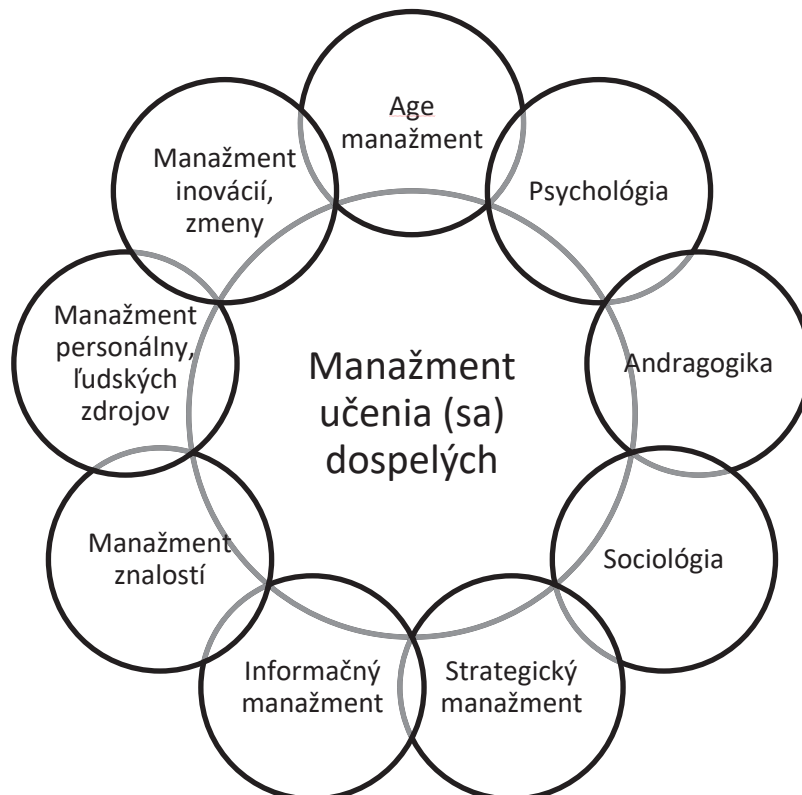 Age
manažment
Psychológia
Andragogika
Sociológia
Strategický
manažment
Informačný
manažment
Manažment
znalostí
Manažment
personálny,
ľudských
zdrojov
Manažment
inovácií,
zmeny
Manažment
učenia (sa)
dospelých